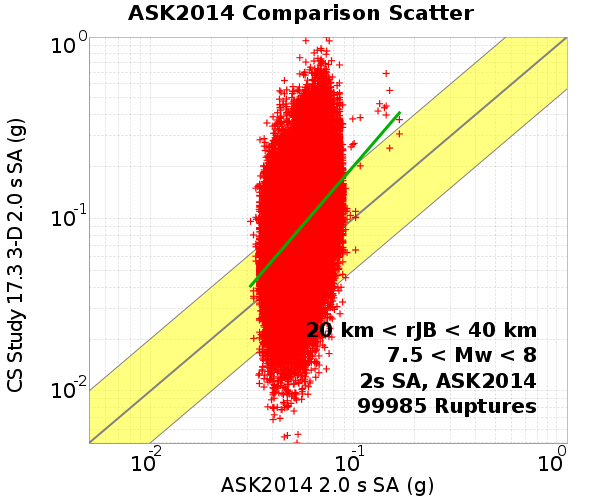 ASK2014 Comparison Scatter
CS Study 17.3 3-D 2.0 s SA (g)
10^0
10^-1
10^-2
20 km < rJB < 40 km
7.5 < Mw < 8
2s SA, ASK2014
99985 Ruptures
10^-2 10^-1 10^0
ASK2014 2.0 s SA (g)